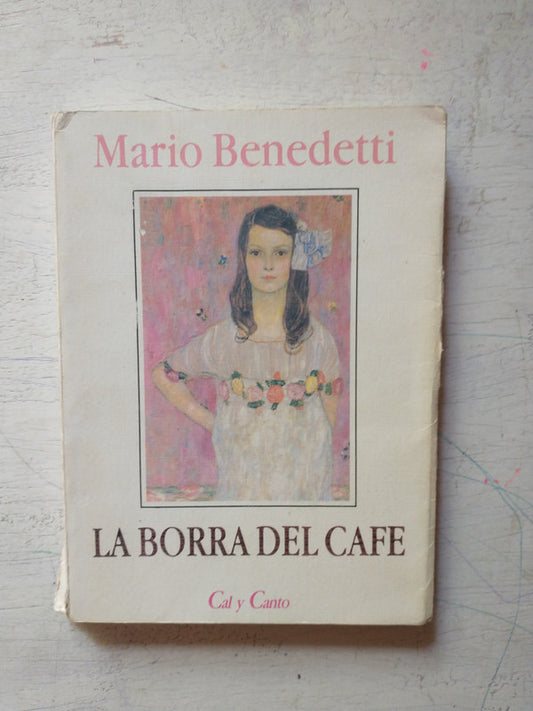 Mario Benedetti
LA BORRA DEL CAFE
Cal y Canto